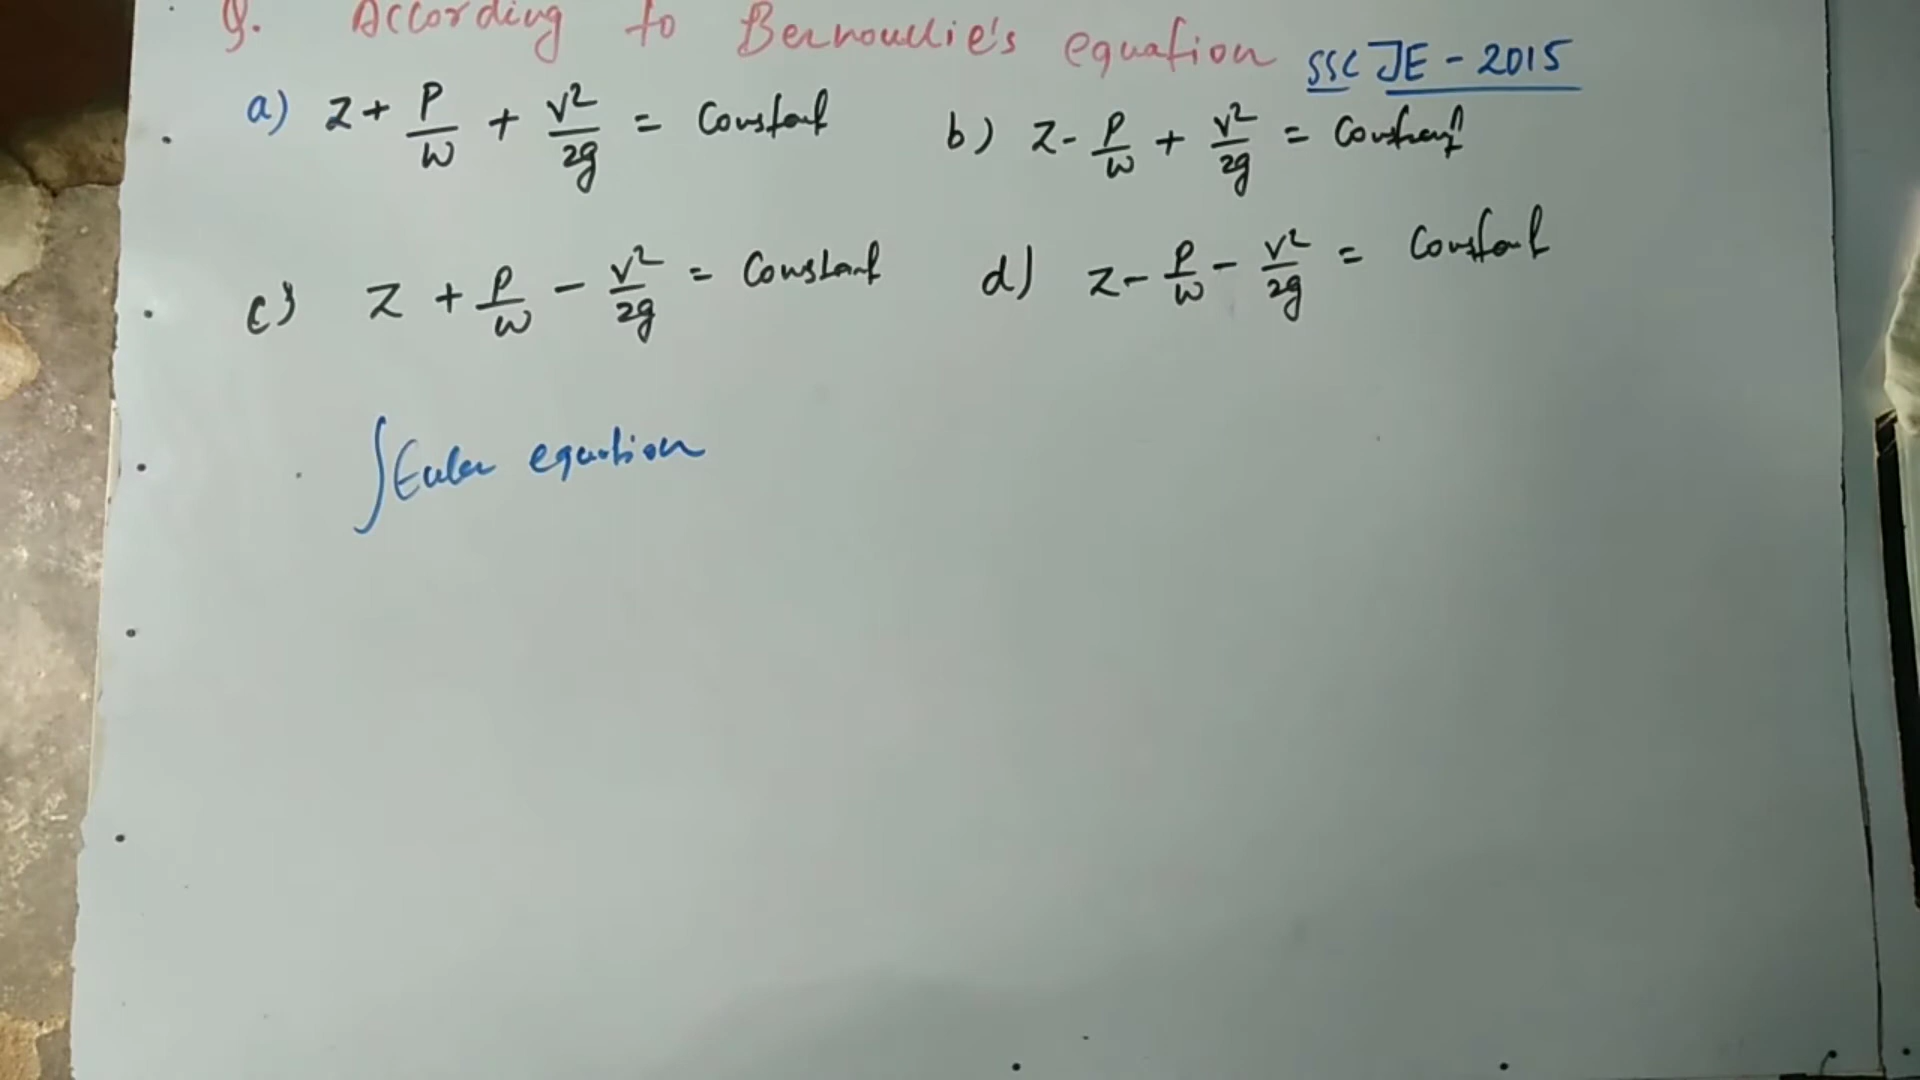 Q. According to Bernoullie's equation SSC JE - 2015
a) Z + P/w + v²/2g = Constant b) Z - P/w + v²/2g = Constant
c) Z + P/w - v²/2g = Constant d) Z - P/w - v²/2g = Constant
∫Euler equation